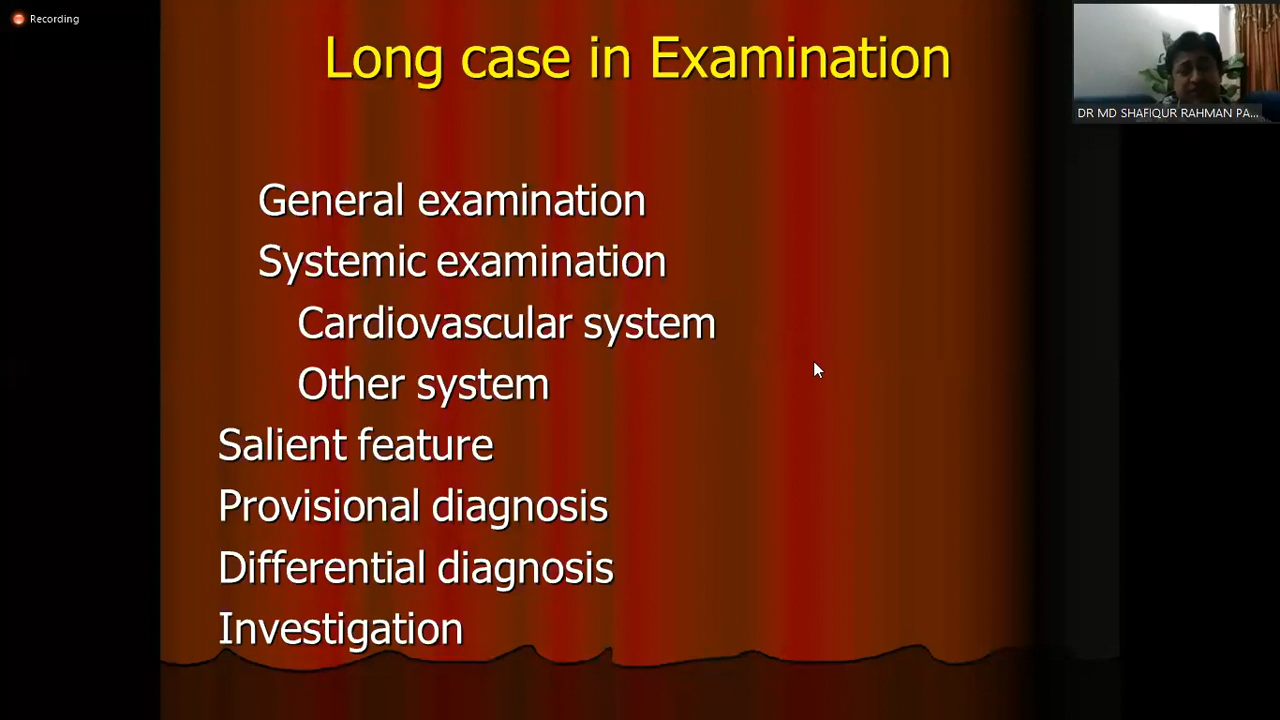 Recording
Long case in Examination
DR MD SHAFIQUR RAHMAN PA...
General examination
Systemic examination
Cardiovascular system
Other system
Salient feature
Provisional diagnosis
Differential diagnosis
Investigation